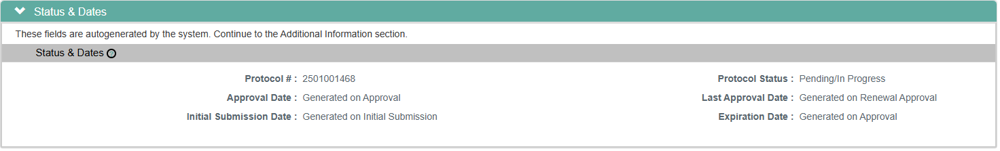 Status & Dates
These fields are autogenerated by the system. Continue to the Additional Information section.
Status & Dates
Protocol # : 2501001468 Protocol Status : Pending/In Progress
Approval Date : Generated on Approval Last Approval Date : Generated on Renewal Approval
Initial Submission Date : Generated on Initial Submission Expiration Date : Generated on Approval